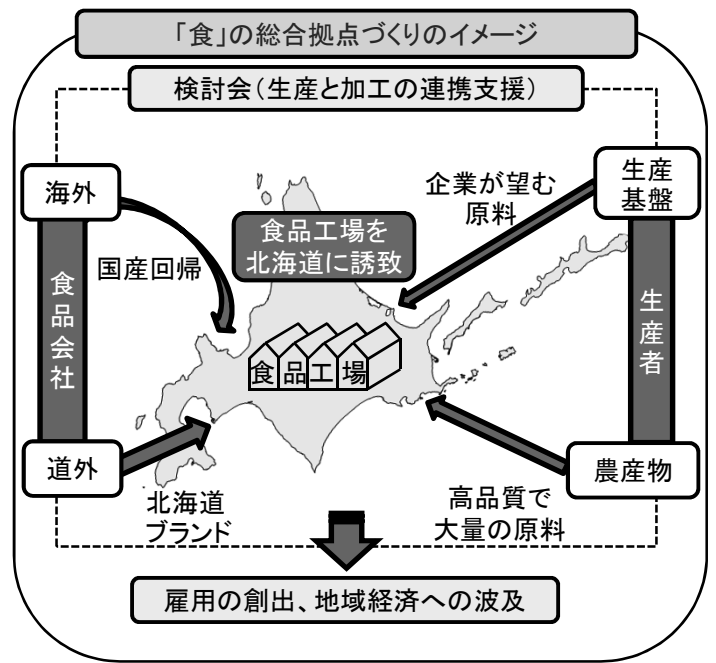 「食」の総合拠点づくりのイメージ
検討会（生産と加工の連携支援）
海外
生産
基盤
企業が望む
原料
食品工場を
北海道に誘致
国産回帰
食品会社
生産者
食品工場
道外
農産物
北海道
ブランド
高品質で
大量の原料
雇用の創出、地域経済への波及